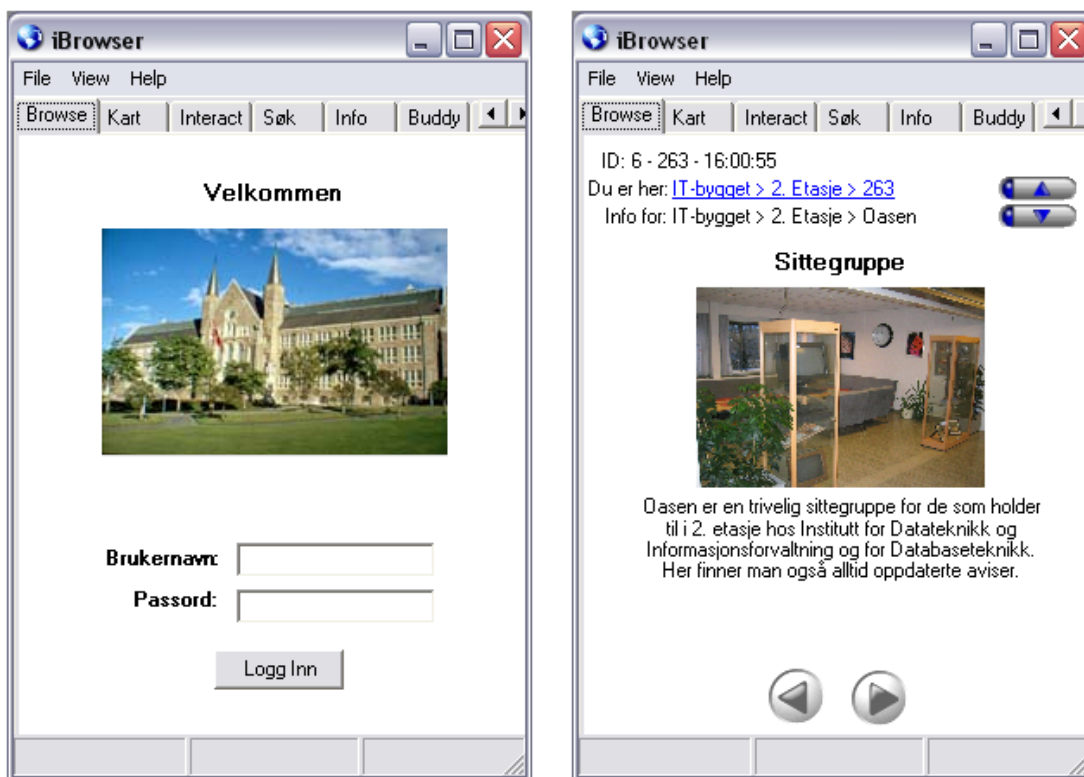 iBrowser
File View Help
Browse Kart Interact Søk Info Buddy
Velkommen
Brukernavn:
Passord:
Logg Inn
iBrowser
File View Help
Browse Kart Interact Søk Info Buddy
ID: 6 - 263 - 16:00:55
Du er her: IT-bygget > 2. Etasje > 263
Info for: IT-bygget > 2. Etasje > Oasen
Sittegruppe
Oasen er en trivelig sittegruppe for de som holder
til i 2. etasje hos Institutt for Datateknikk og
Informasjonsforvaltning og for Databaseteknikk.
Her finner man også alltid oppdaterte aviser.